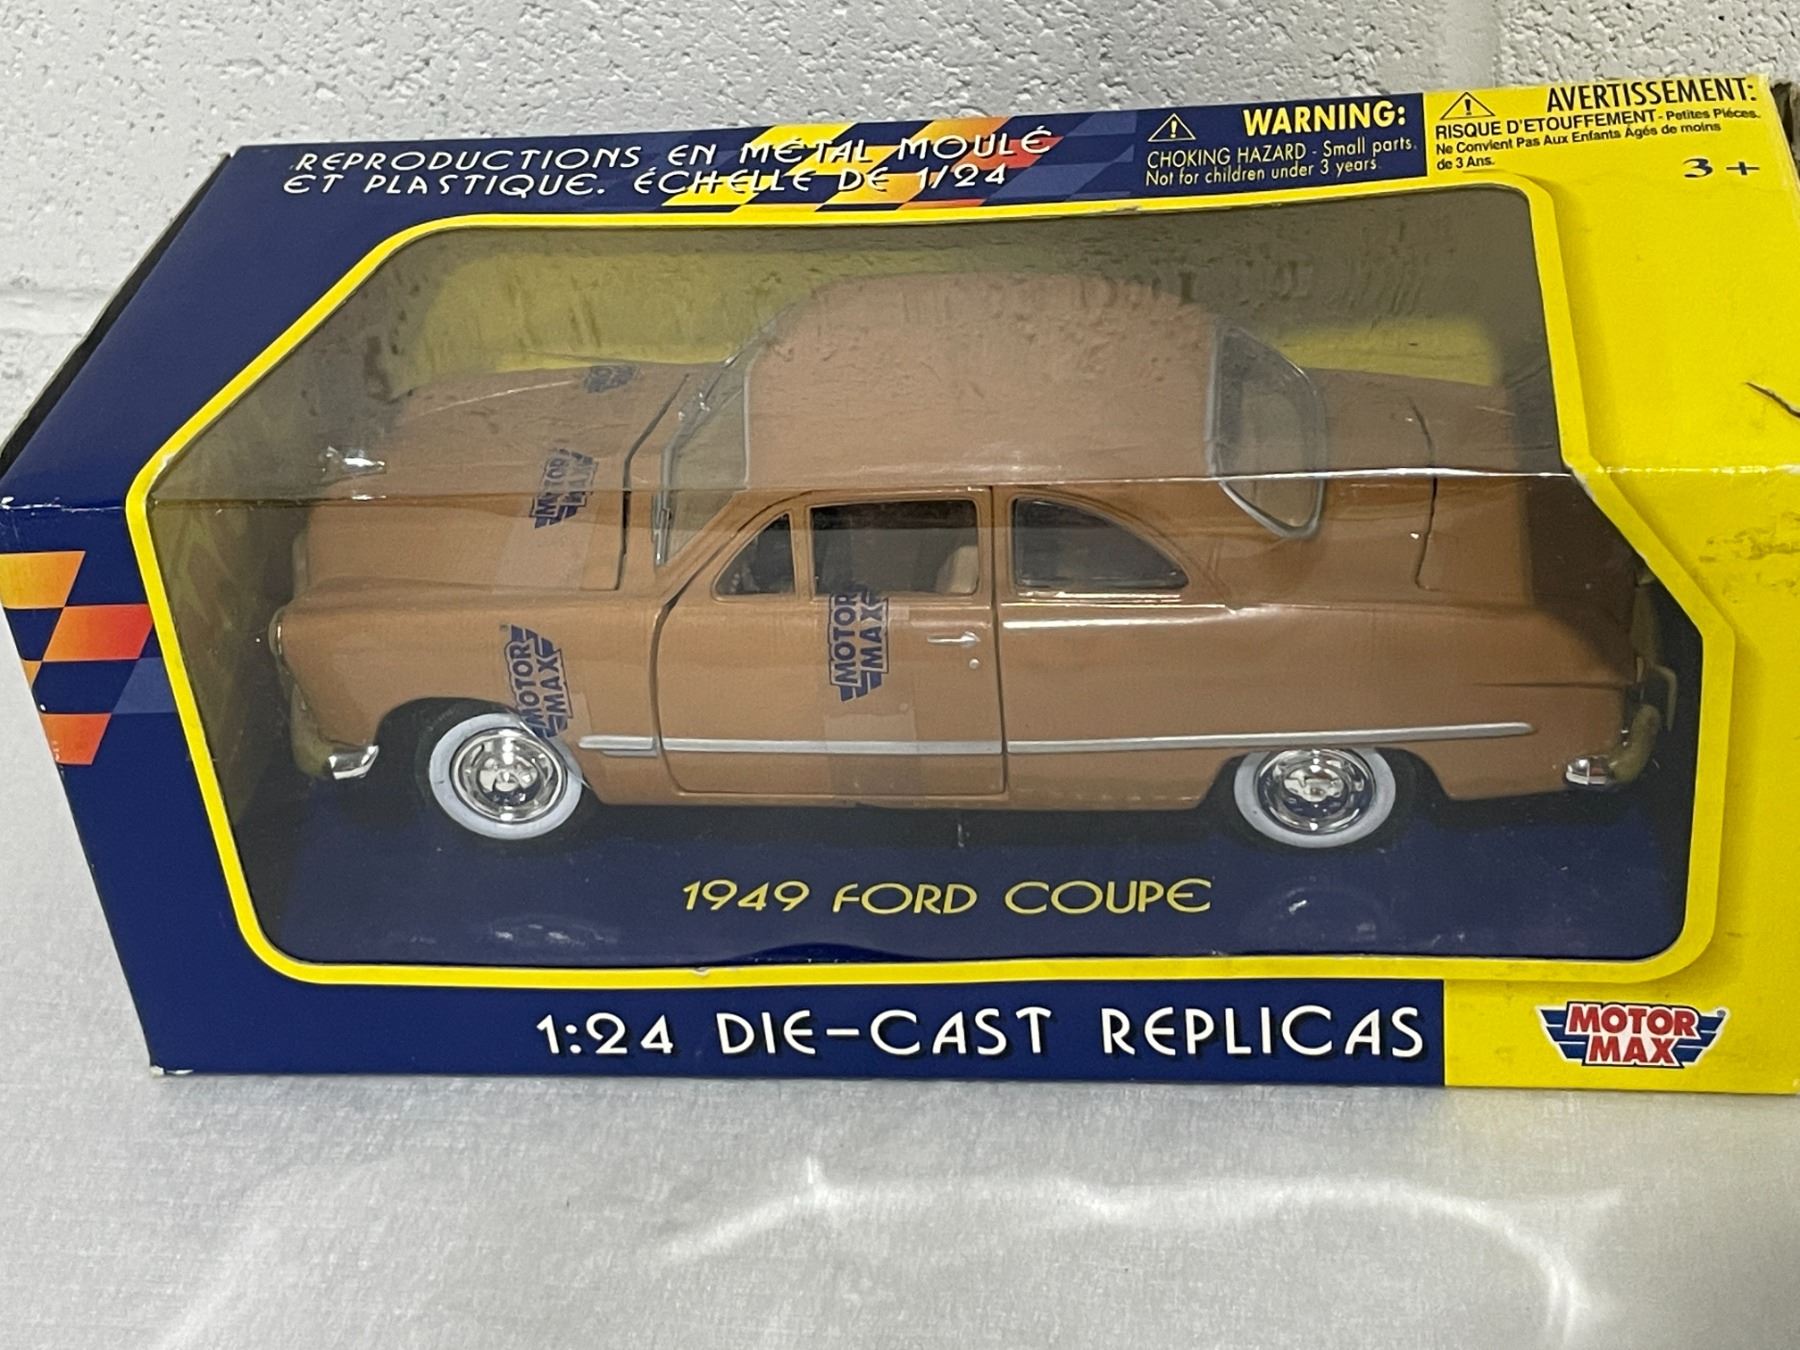 REPRODUCTIONS EN MÉTAL MOULÉ
ET PLASTIQUE. ÉCHELLE DE 1/24
WARNING:
CHOKING HAZARD - Small parts.
Not for children under 3 years.
AVERTISSEMENT:
RISQUE D'ETOUFFEMENT - Petites Piéces.
Ne Convient Pas Aux Enfants Agés de moins
de 3 Ans.
3+
MOTOR
MAX
MOTOR
MAX
MOTOR
MAX
1949 FORD COUPE
1:24 DIE-CAST REPLICAS
MOTOR
MAX